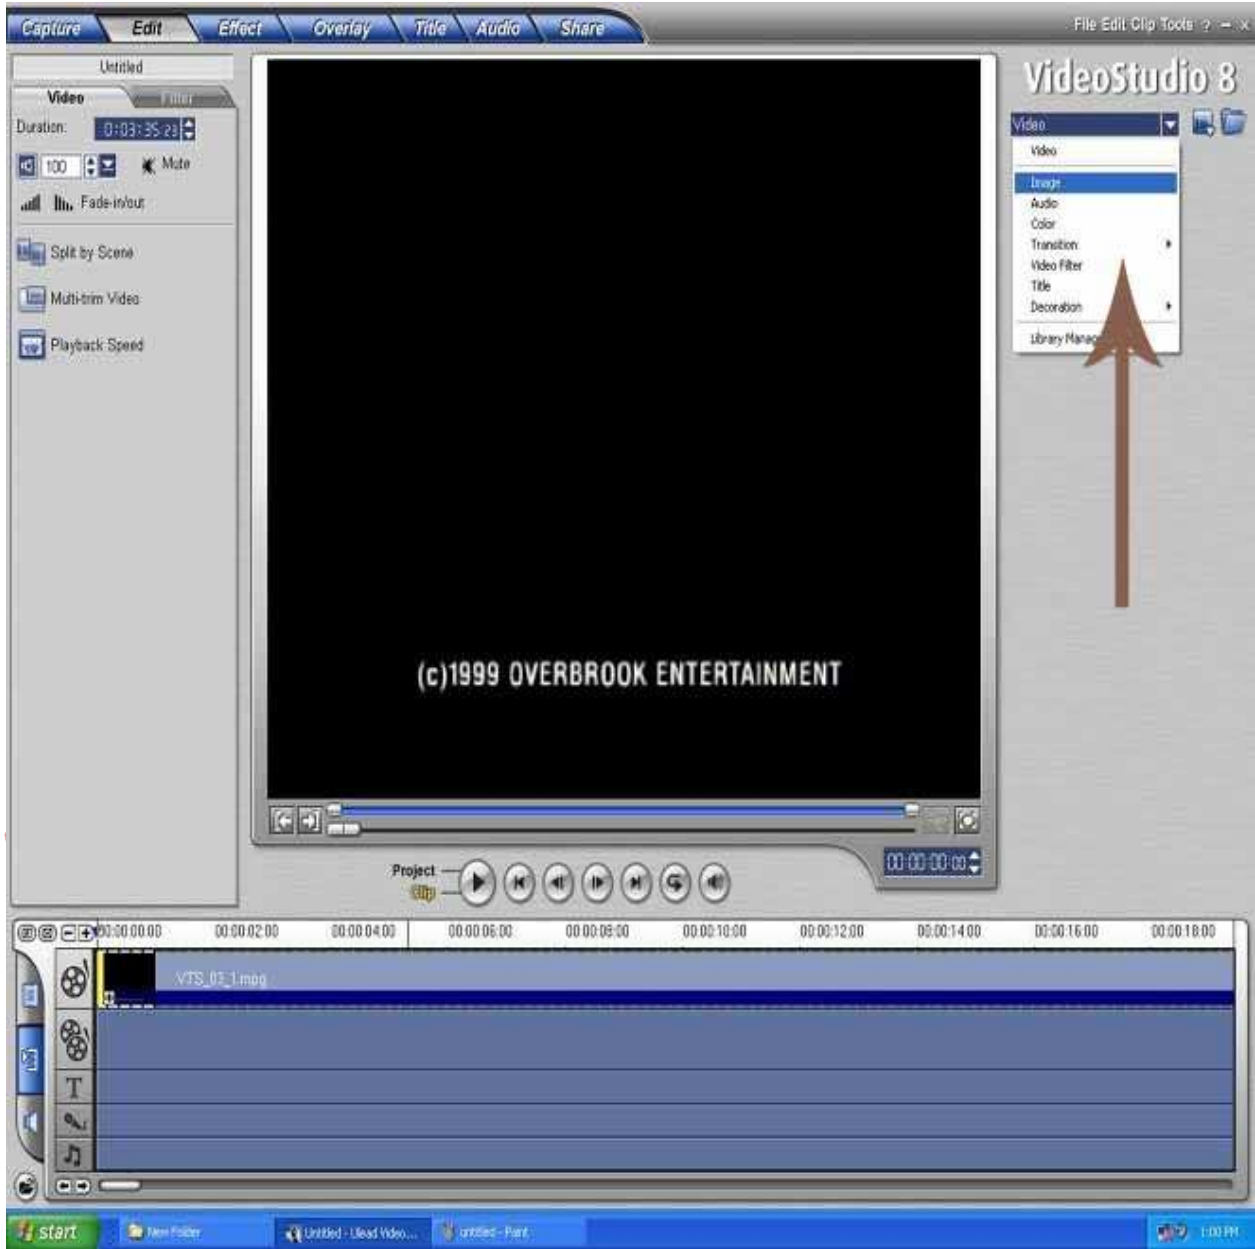 Capture Edit Effect Overlay Title Audio Share
File Edit Clip Tools ? – x
Untitled
VideoStudio 8
Video Filter
Video
Duration: 0:03:35:23
100 Mute
Fade-in/out
Split by Scene
Multi-trim Video
Playback Speed
Video
Image
Audio
Color
Transition
Video Filter
Title
Decoration
Library
(c)1999 OVERBROOK ENTERTAINMENT
Project
Clip
00:00:00:00
00:00:00:00 00:00:02:00 00:00:04:00 00:00:06:00 00:00:08:00 00:00:10:00 00:00:12:00 00:00:14:00 00:00:16:00 00:00:18:00
VTS_03_1.mpg
T
start New Folder Untitled - Ulead Video... untitled - Paint 1:00 PM